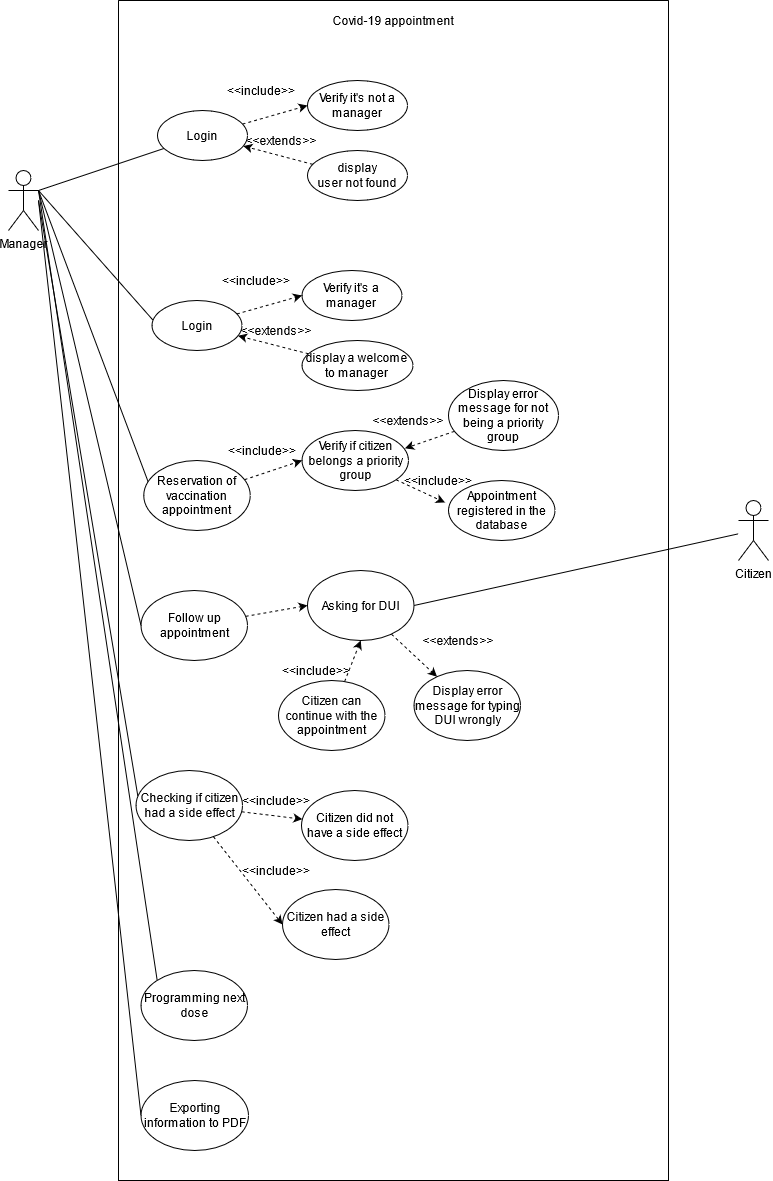 Covid-19 appointment
<<include>>
Verify it's not a
manager
Login
<<extends>>
display
user not found
Manager
<<include>>
Verify it's a
manager
Login
<<extends>>
display a welcome
to manager
Display error
message for not
being a priority
group
<<extends>>
<<include>>
Verify if citizen
belongs a priority
group
Reservation of
vaccination
appointment
<<include>>
Appointment
registered in the
database
Citizen
Asking for DUI
Follow up
appointment
<<extends>>
<<include>>
Citizen can
continue with the
appointment
Display error
message for typing
DUI wrongly
Checking if citizen
had a side effect
<<include>>
Citizen did not
have a side effect
<<include>>
Citizen had a side
effect
Programming next
dose
Exporting
information to PDF